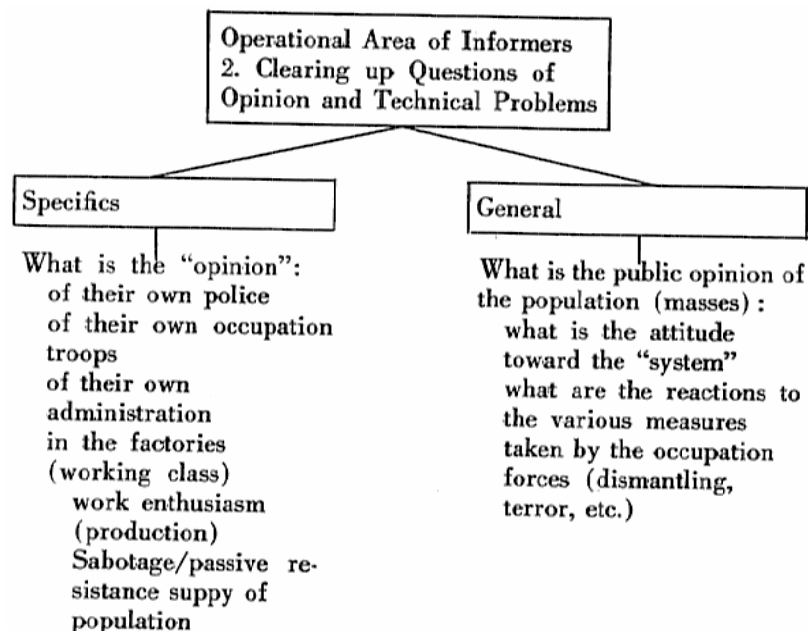 Operational Area of Informers
2. Clearing up Questions of
Opinion and Technical Problems
Specifics
What is the “opinion”:
of their own police
of their own occupation
troops
of their own
administration
in the factories
(working class)
work enthusiasm
(production)
Sabotage/passive re-
sistance suppy of
population
General
What is the public opinion of
the population (masses):
what is the attitude
toward the “system”
what are the reactions to
the various measures
taken by the occupation
forces (dismantling,
terror, etc.)